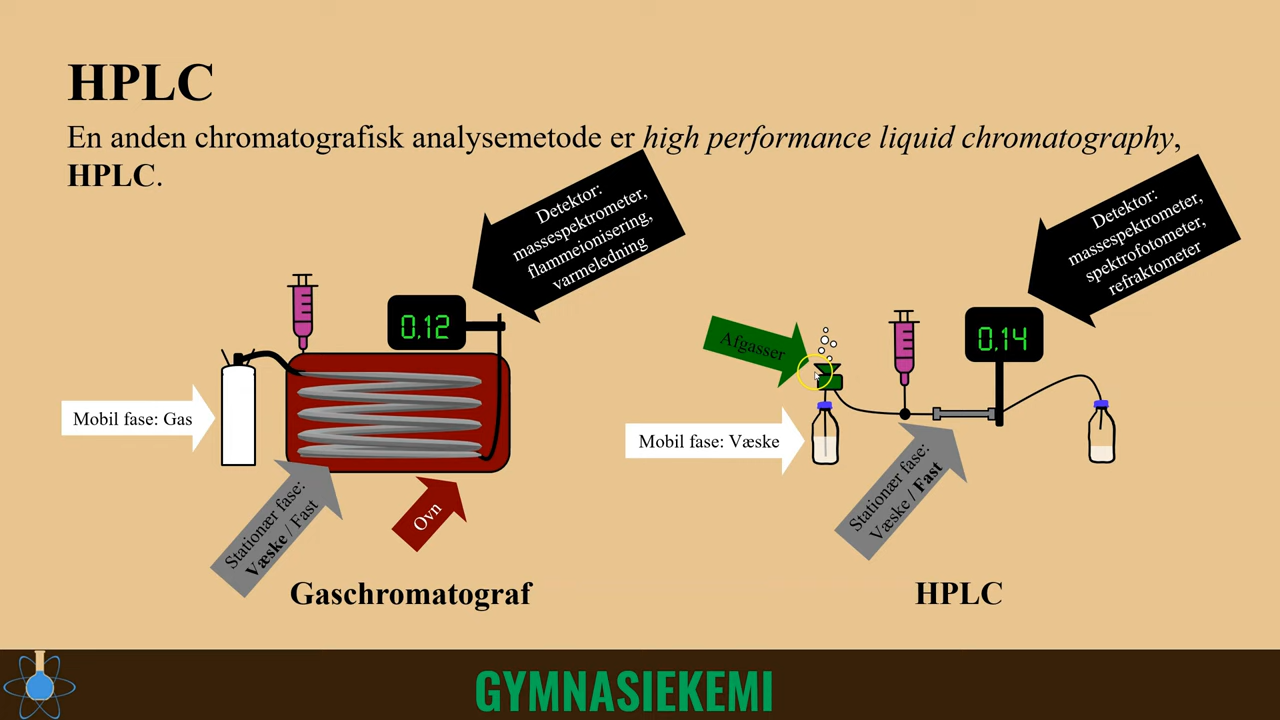 HPLC
En anden chromatografisk analysemetode er high performance liquid chromatography,
HPLC.
Detektor:
massespektrometer,
flammeionisering,
varmeledning
0,12
Mobil fase: Gas
Stationær fase:
Væske / Fast
Ovn
Gaschromatograf
Detektor:
massespektrometer,
spektrofotometer,
refraktometer
Afgasser
0,14
Mobil fase: Væske
Stationær fase:
Væske / Fast
HPLC
GYMNASIEKEMI